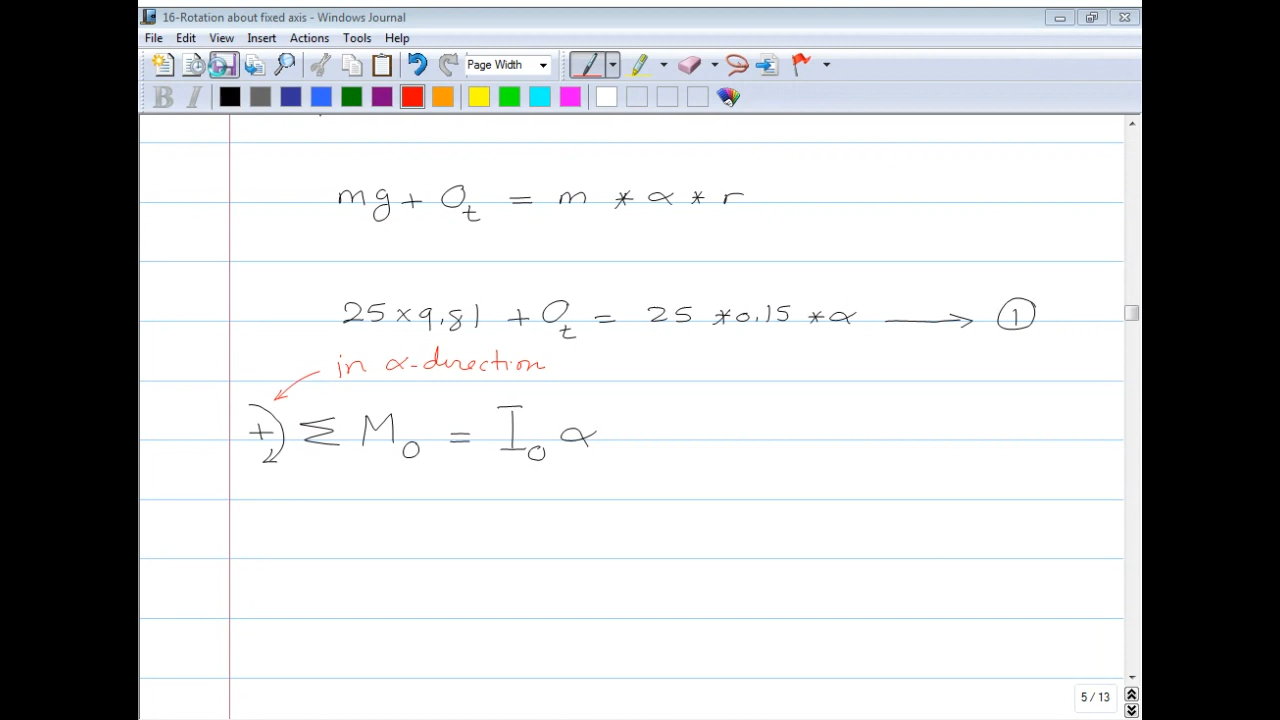 16-Rotation about fixed axis - Windows Journal
File Edit View Insert Actions Tools Help
Page Width
B I
mg + O_t = m * α * r
25 × 9.81 + O_t = 25 * 0.15 * α → ①
in α-direction
+ Σ M_O = I_O α
5 / 13